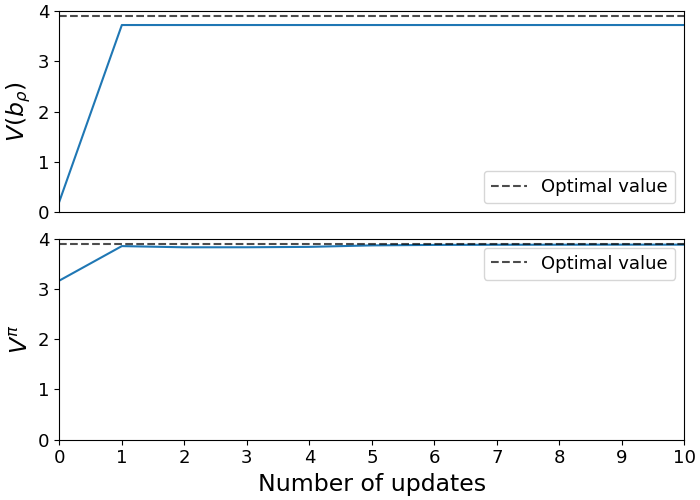 4
3
2
1
0
V(b_ρ)
Optimal value
4
3
2
1
0
V^π
Optimal value
0 1 2 3 4 5 6 7 8 9 10
Number of updates